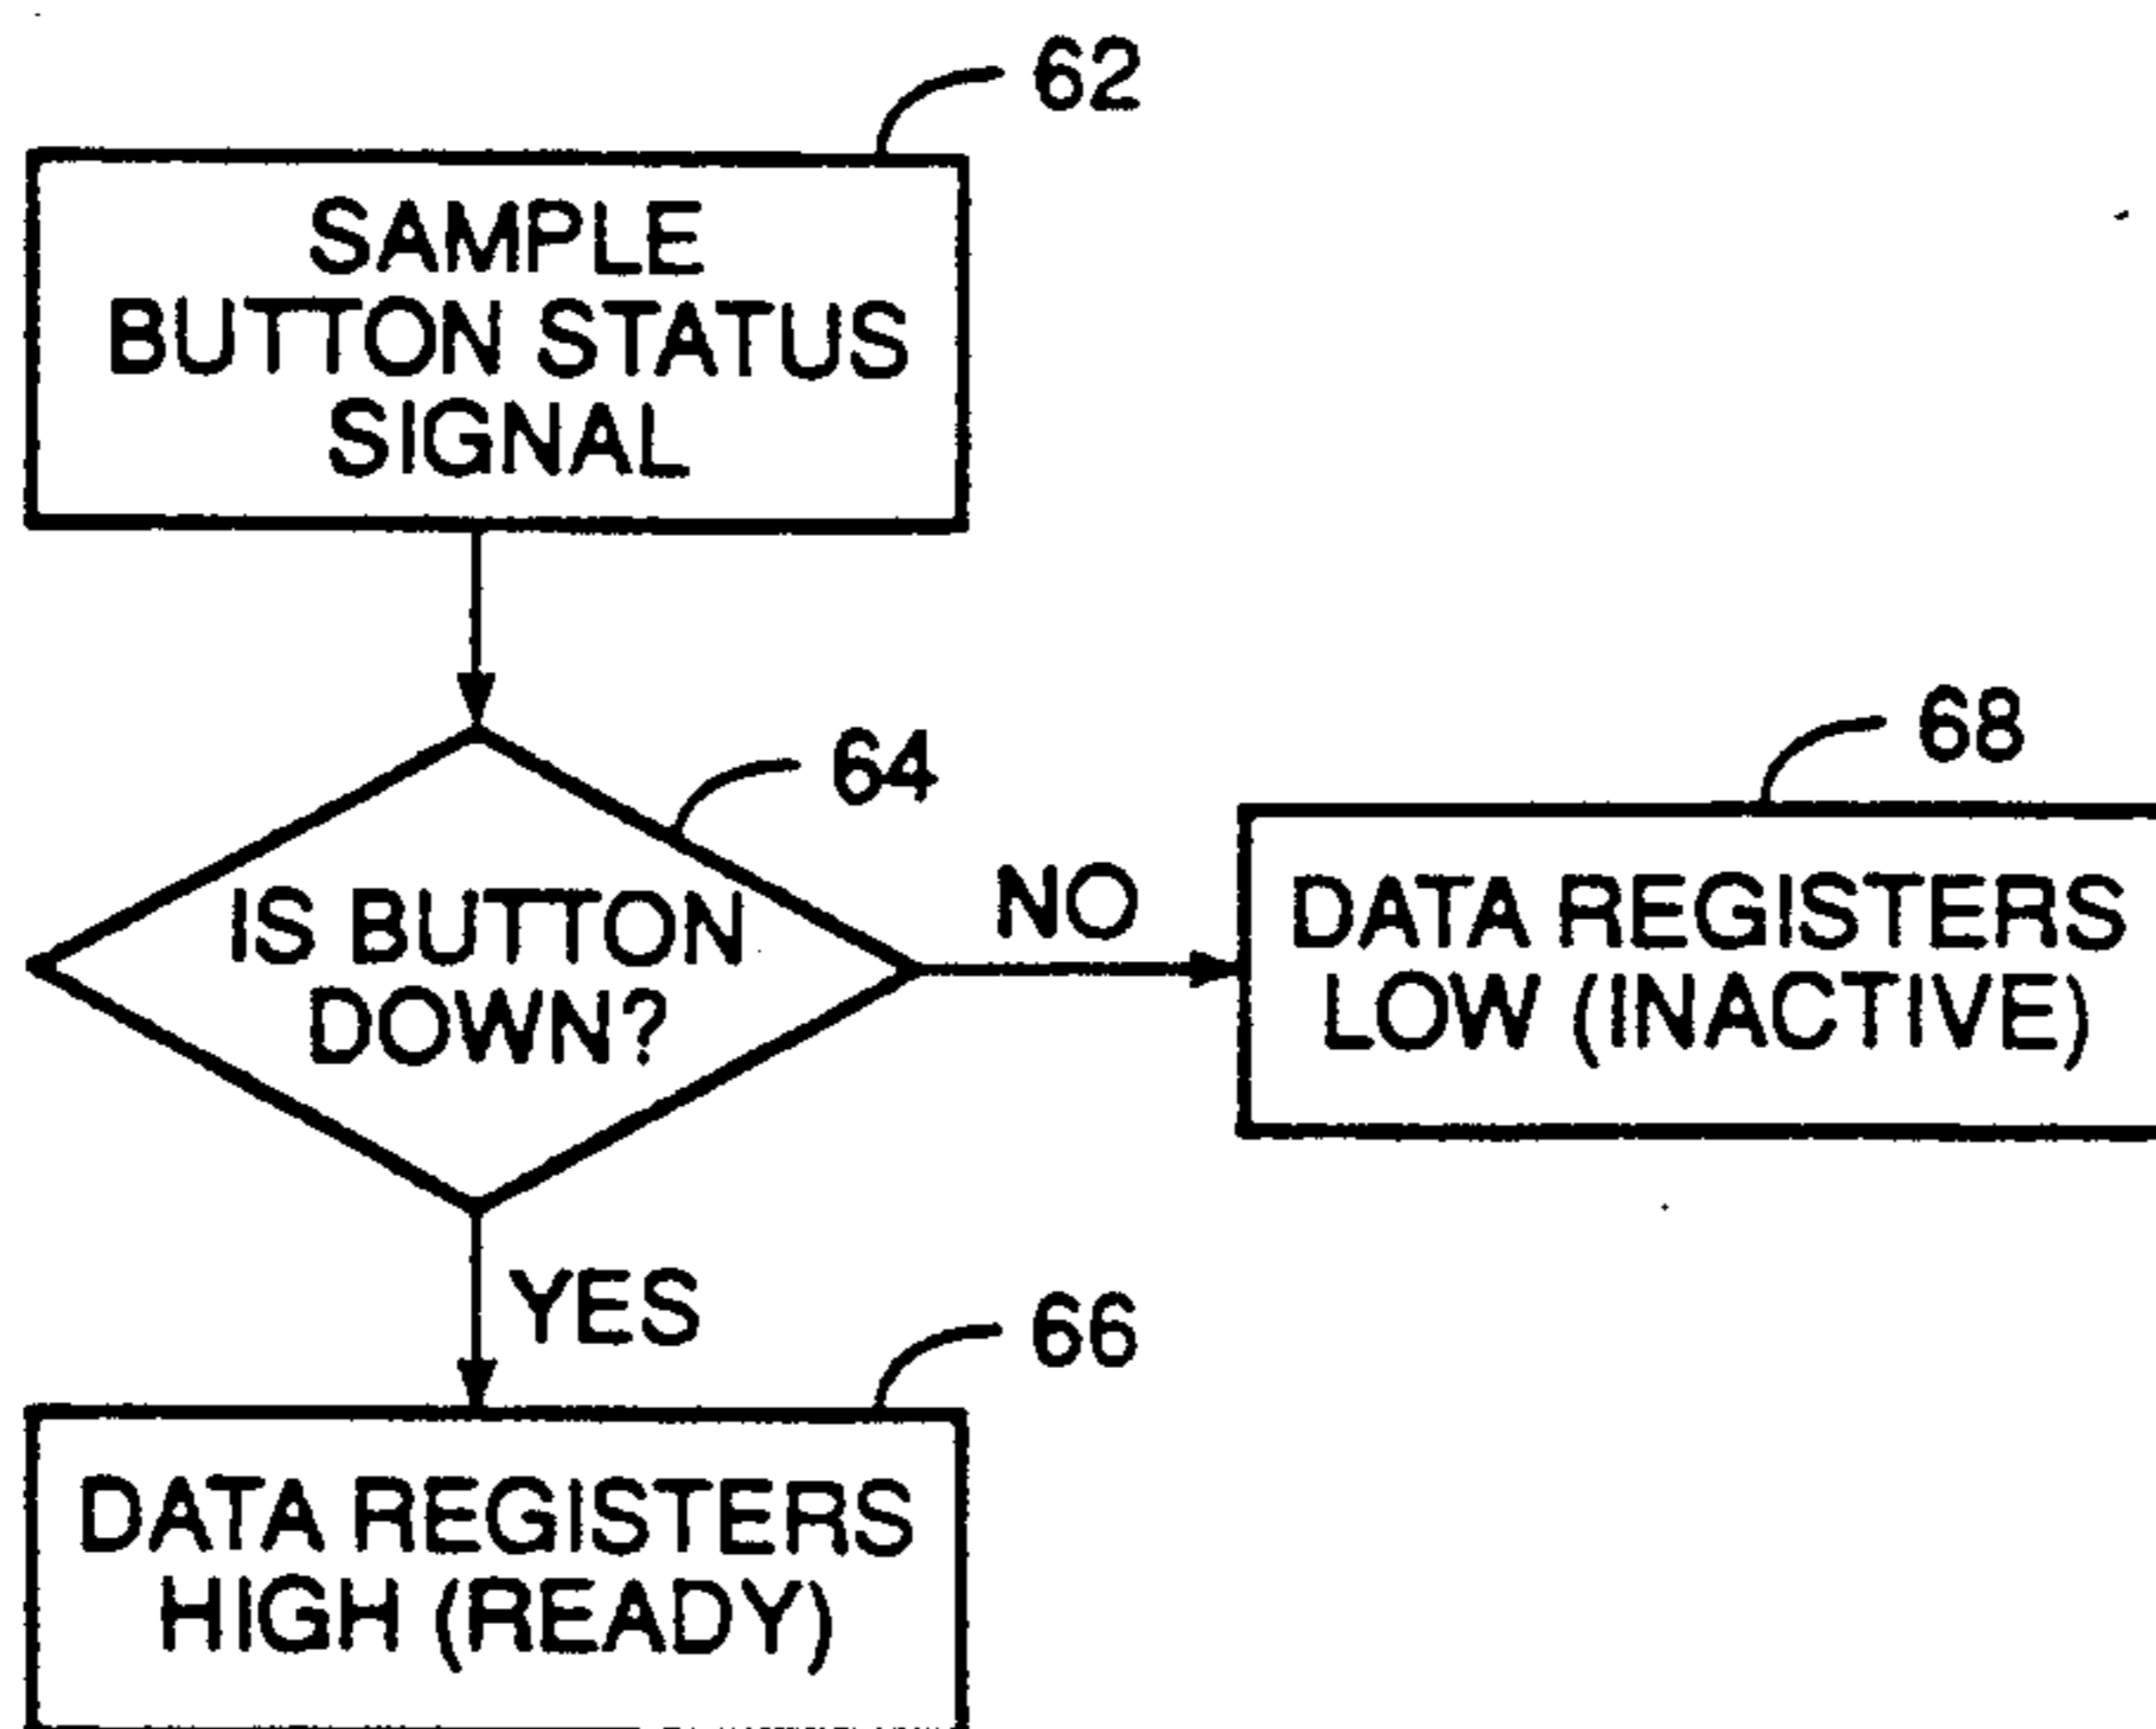 62
SAMPLE
BUTTON STATUS
SIGNAL
64
IS BUTTON
DOWN?
NO
68
DATA REGISTERS
LOW (INACTIVE)
YES
66
DATA REGISTERS
HIGH (READY)